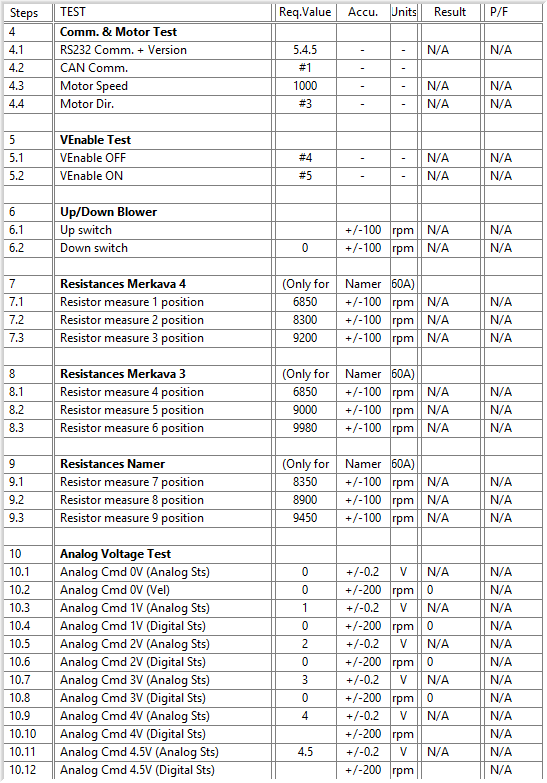 Steps TEST Req.Value Accu. Units Result P/F
4 Comm. & Motor Test
4.1 RS232 Comm. + Version 5.4.5 - - N/A N/A
4.2 CAN Comm. #1 - -
4.3 Motor Speed 1000 - - N/A N/A
4.4 Motor Dir. #3 - - N/A N/A
5 VEnable Test
5.1 VEnable OFF #4 - - N/A N/A
5.2 VEnable ON #5 - - N/A N/A
6 Up/Down Blower
6.1 Up switch +/-100 rpm N/A N/A
6.2 Down switch 0 +/-100 rpm N/A N/A
7 Resistances Merkava 4 (Only for Namer 60A)
7.1 Resistor measure 1 position 6850 +/-100 rpm N/A N/A
7.2 Resistor measure 2 position 8300 +/-100 rpm N/A N/A
7.3 Resistor measure 3 position 9200 +/-100 rpm N/A N/A
8 Resistances Merkava 3 (Only for Namer 60A)
8.1 Resistor measure 4 position 6850 +/-100 rpm N/A N/A
8.2 Resistor measure 5 position 9000 +/-100 rpm N/A N/A
8.3 Resistor measure 6 position 9980 +/-100 rpm N/A N/A
9 Resistances Namer (Only for Namer 60A)
9.1 Resistor measure 7 position 8350 +/-100 rpm N/A N/A
9.2 Resistor measure 8 position 8900 +/-100 rpm N/A N/A
9.3 Resistor measure 9 position 9450 +/-100 rpm N/A N/A
10 Analog Voltage Test
10.1 Analog Cmd 0V (Analog Sts) 0 +/-0.2 V N/A N/A
10.2 Analog Cmd 0V (Vel) 0 +/-200 rpm 0 N/A
10.3 Analog Cmd 1V (Analog Sts) 1 +/-0.2 V N/A N/A
10.4 Analog Cmd 1V (Digital Sts) 0 +/-200 rpm 0 N/A
10.5 Analog Cmd 2V (Analog Sts) 2 +/-0.2 V N/A N/A
10.6 Analog Cmd 2V (Digital Sts) 0 +/-200 rpm 0 N/A
10.7 Analog Cmd 3V (Analog Sts) 3 +/-0.2 V N/A N/A
10.8 Analog Cmd 3V (Digital Sts) 0 +/-200 rpm 0 N/A
10.9 Analog Cmd 4V (Analog Sts) 4 +/-0.2 V N/A N/A
10.10 Analog Cmd 4V (Digital Sts) +/-200 rpm N/A
10.11 Analog Cmd 4.5V (Analog Sts) 4.5 +/-0.2 V N/A N/A
10.12 Analog Cmd 4.5V (Digital Sts) +/-200 rpm N/A